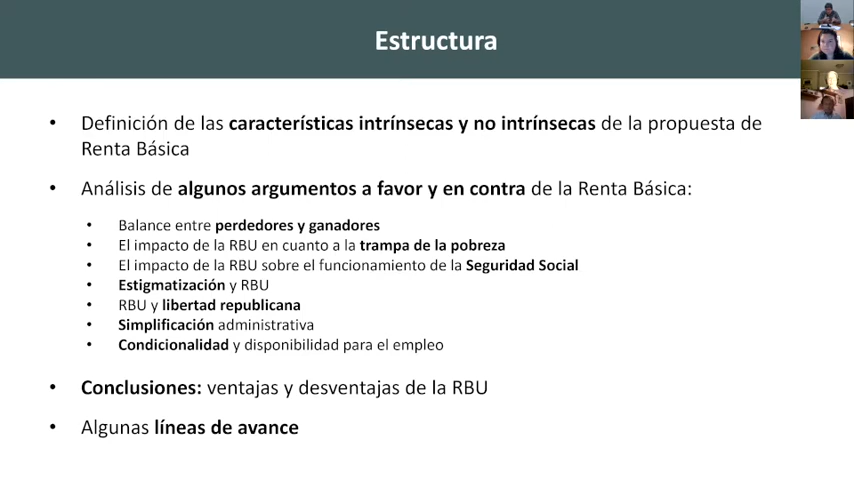 Estructura
• Definición de las características intrínsecas y no intrínsecas de la propuesta de
Renta Básica
• Análisis de algunos argumentos a favor y en contra de la Renta Básica:
• Balance entre perdedores y ganadores
• El impacto de la RBU en cuanto a la trampa de la pobreza
• El impacto de la RBU sobre el funcionamiento de la Seguridad Social
• Estigmatización y RBU
• RBU y libertad republicana
• Simplificación administrativa
• Condicionalidad y disponibilidad para el empleo
• Conclusiones: ventajas y desventajas de la RBU
• Algunas líneas de avance